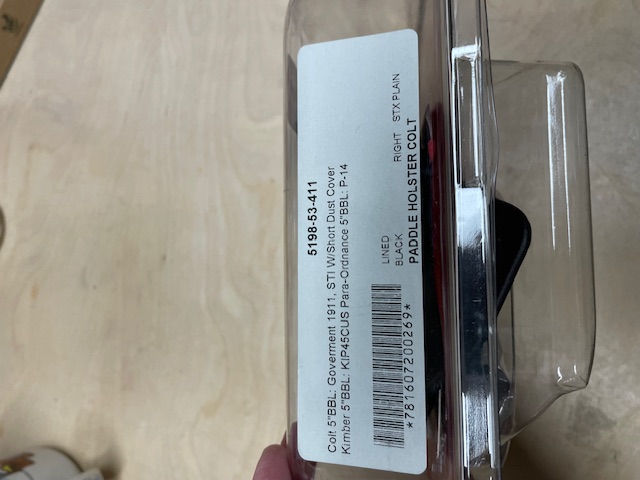 5198-53-411
Colt 5"BBL: Goverment 1911, STI W/Short Dust Cover
Kimber 5"BBL: KIP45CUS Para-Ordnance 5"BBL: P-14
LINED
BLACK RIGHT STX PLAIN
PADDLE HOLSTER COLT
*781607200269*